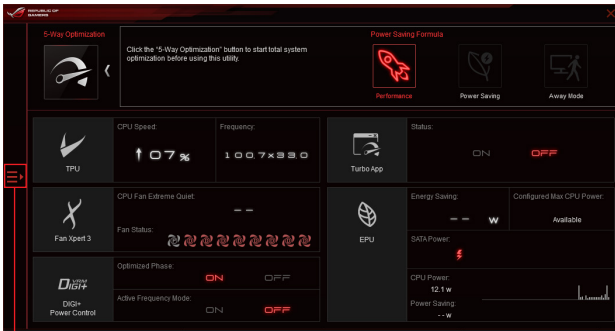 REPUBLIC OF
GAMERS
5-Way Optimization
Click the "5-Way Optimization" button to start total system
optimization before using this utility.
Power Saving Formula
Performance
Power Saving
Away Mode
TPU
CPU Speed:
07%
Frequency:
100.7x33.0
Turbo App
Status:
ON
OFF
Fan Xpert 3
CPU Fan Extreme Quiet
--
Fan Status:
EPU
Energy Saving:
-- w
Configured Max CPU Power:
Available
SATA Power:
CPU Power:
12.1 w
Power Saving:
-- w
DIGI+ VRM
DIGI+
Power Control
Optimized Phase:
ON
OFF
Active Frequency Mode:
ON
OFF